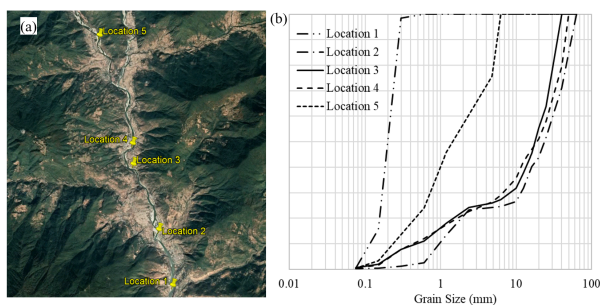 (a)
Location 5
Location 4
Location 3
Location 2
Location 1
(b)
Location 1
Location 2
Location 3
Location 4
Location 5
0.01 0.1 1 10 100
Grain Size (mm)